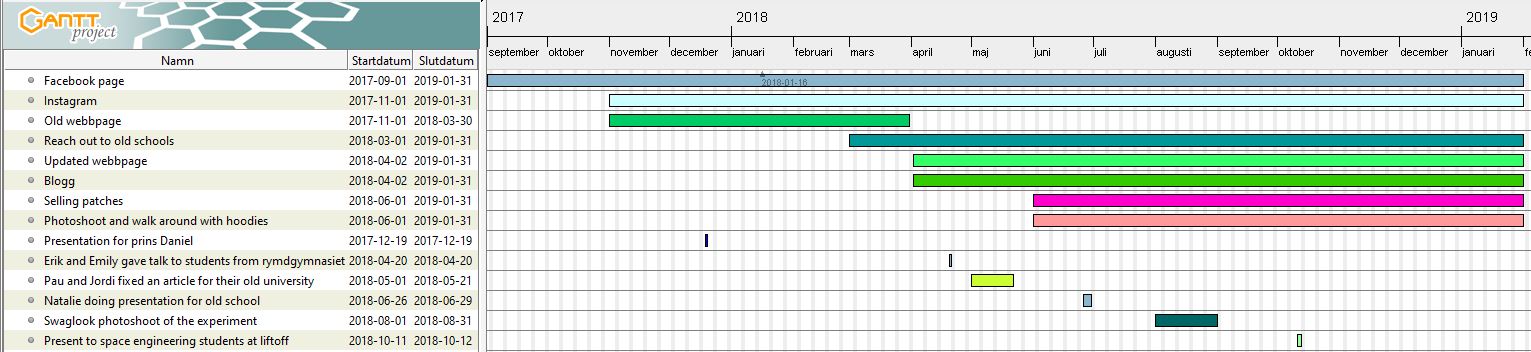 GANTT
project
2017
2018
2019
september oktober november december januari februari mars april maj juni juli augusti september oktober november december januari fe
Namn Startdatum Slutdatum
Facebook page 2017-09-01 2019-01-31
2018-01-16
Instagram 2017-11-01 2019-01-31
Old webbpage 2017-11-01 2018-03-30
Reach out to old schools 2018-03-01 2019-01-31
Updated webbpage 2018-04-02 2019-01-31
Blogg 2018-04-02 2019-01-31
Selling patches 2018-06-01 2019-01-31
Photoshoot and walk around with hoodies 2018-06-01 2019-01-31
Presentation for prins Daniel 2017-12-19 2017-12-19
Erik and Emily gave talk to students from rymdgymnasiet 2018-04-20 2018-04-20
Pau and Jordi fixed an article for their old university 2018-05-01 2018-05-21
Natalie doing presentation for old school 2018-06-26 2018-06-29
Swaglook photoshoot of the experiment 2018-08-01 2018-08-31
Present to space engineering students at liftoff 2018-10-11 2018-10-12